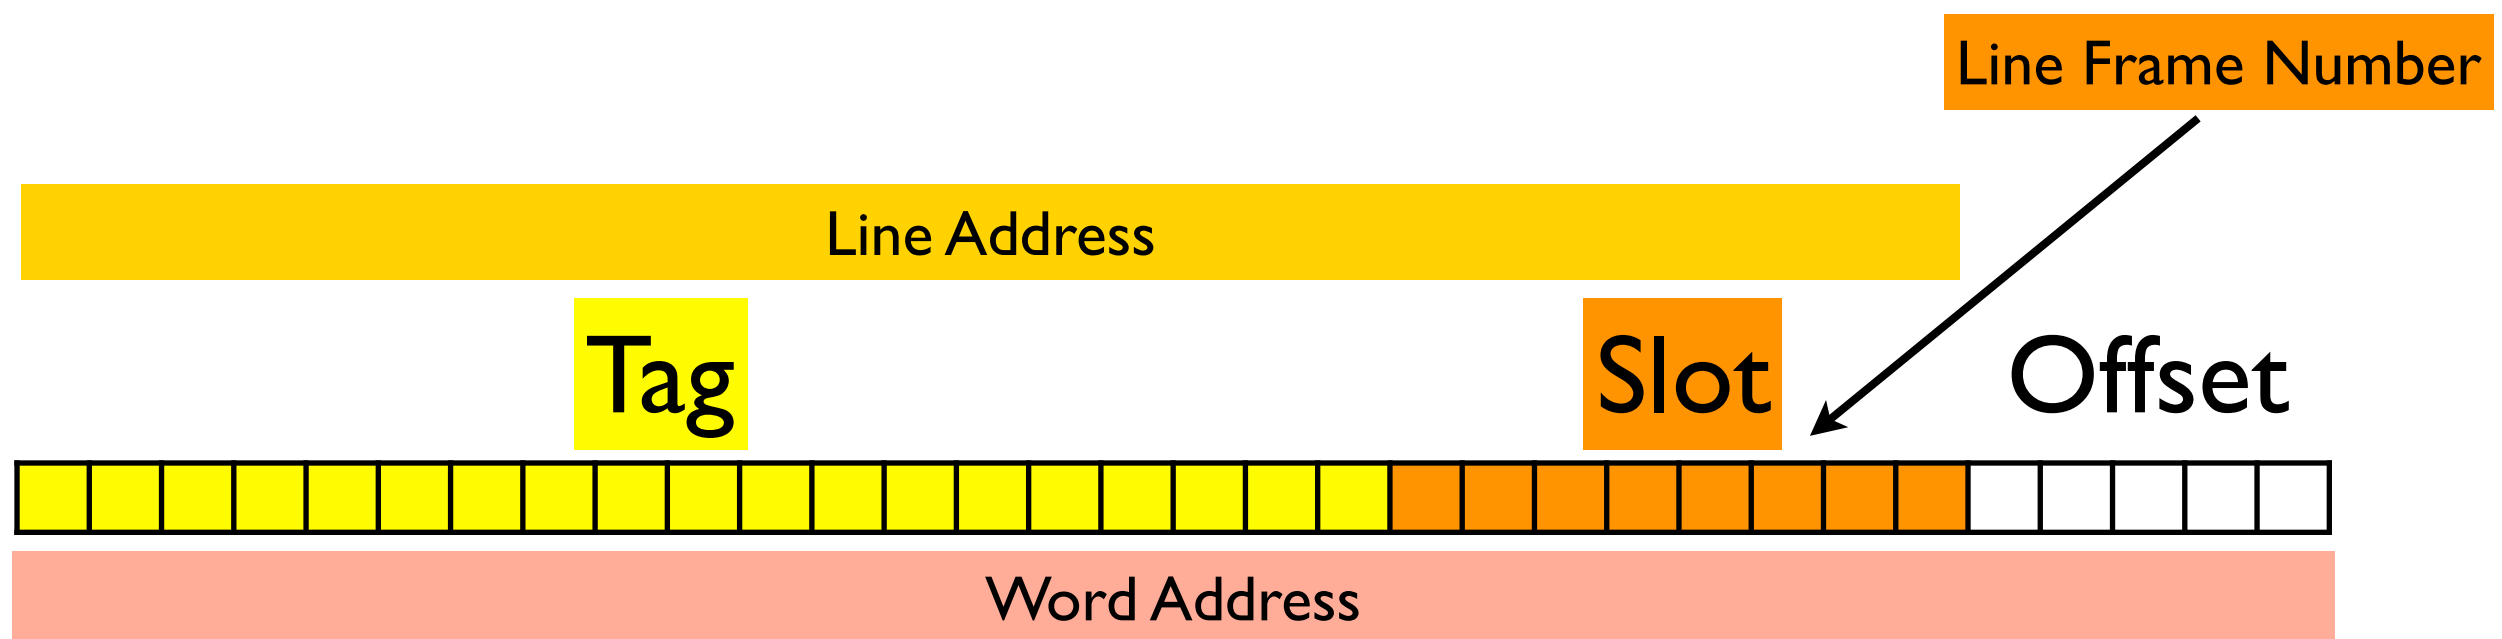 Line Frame Number
Line Address
Tag
Slot
Offset
Word Address